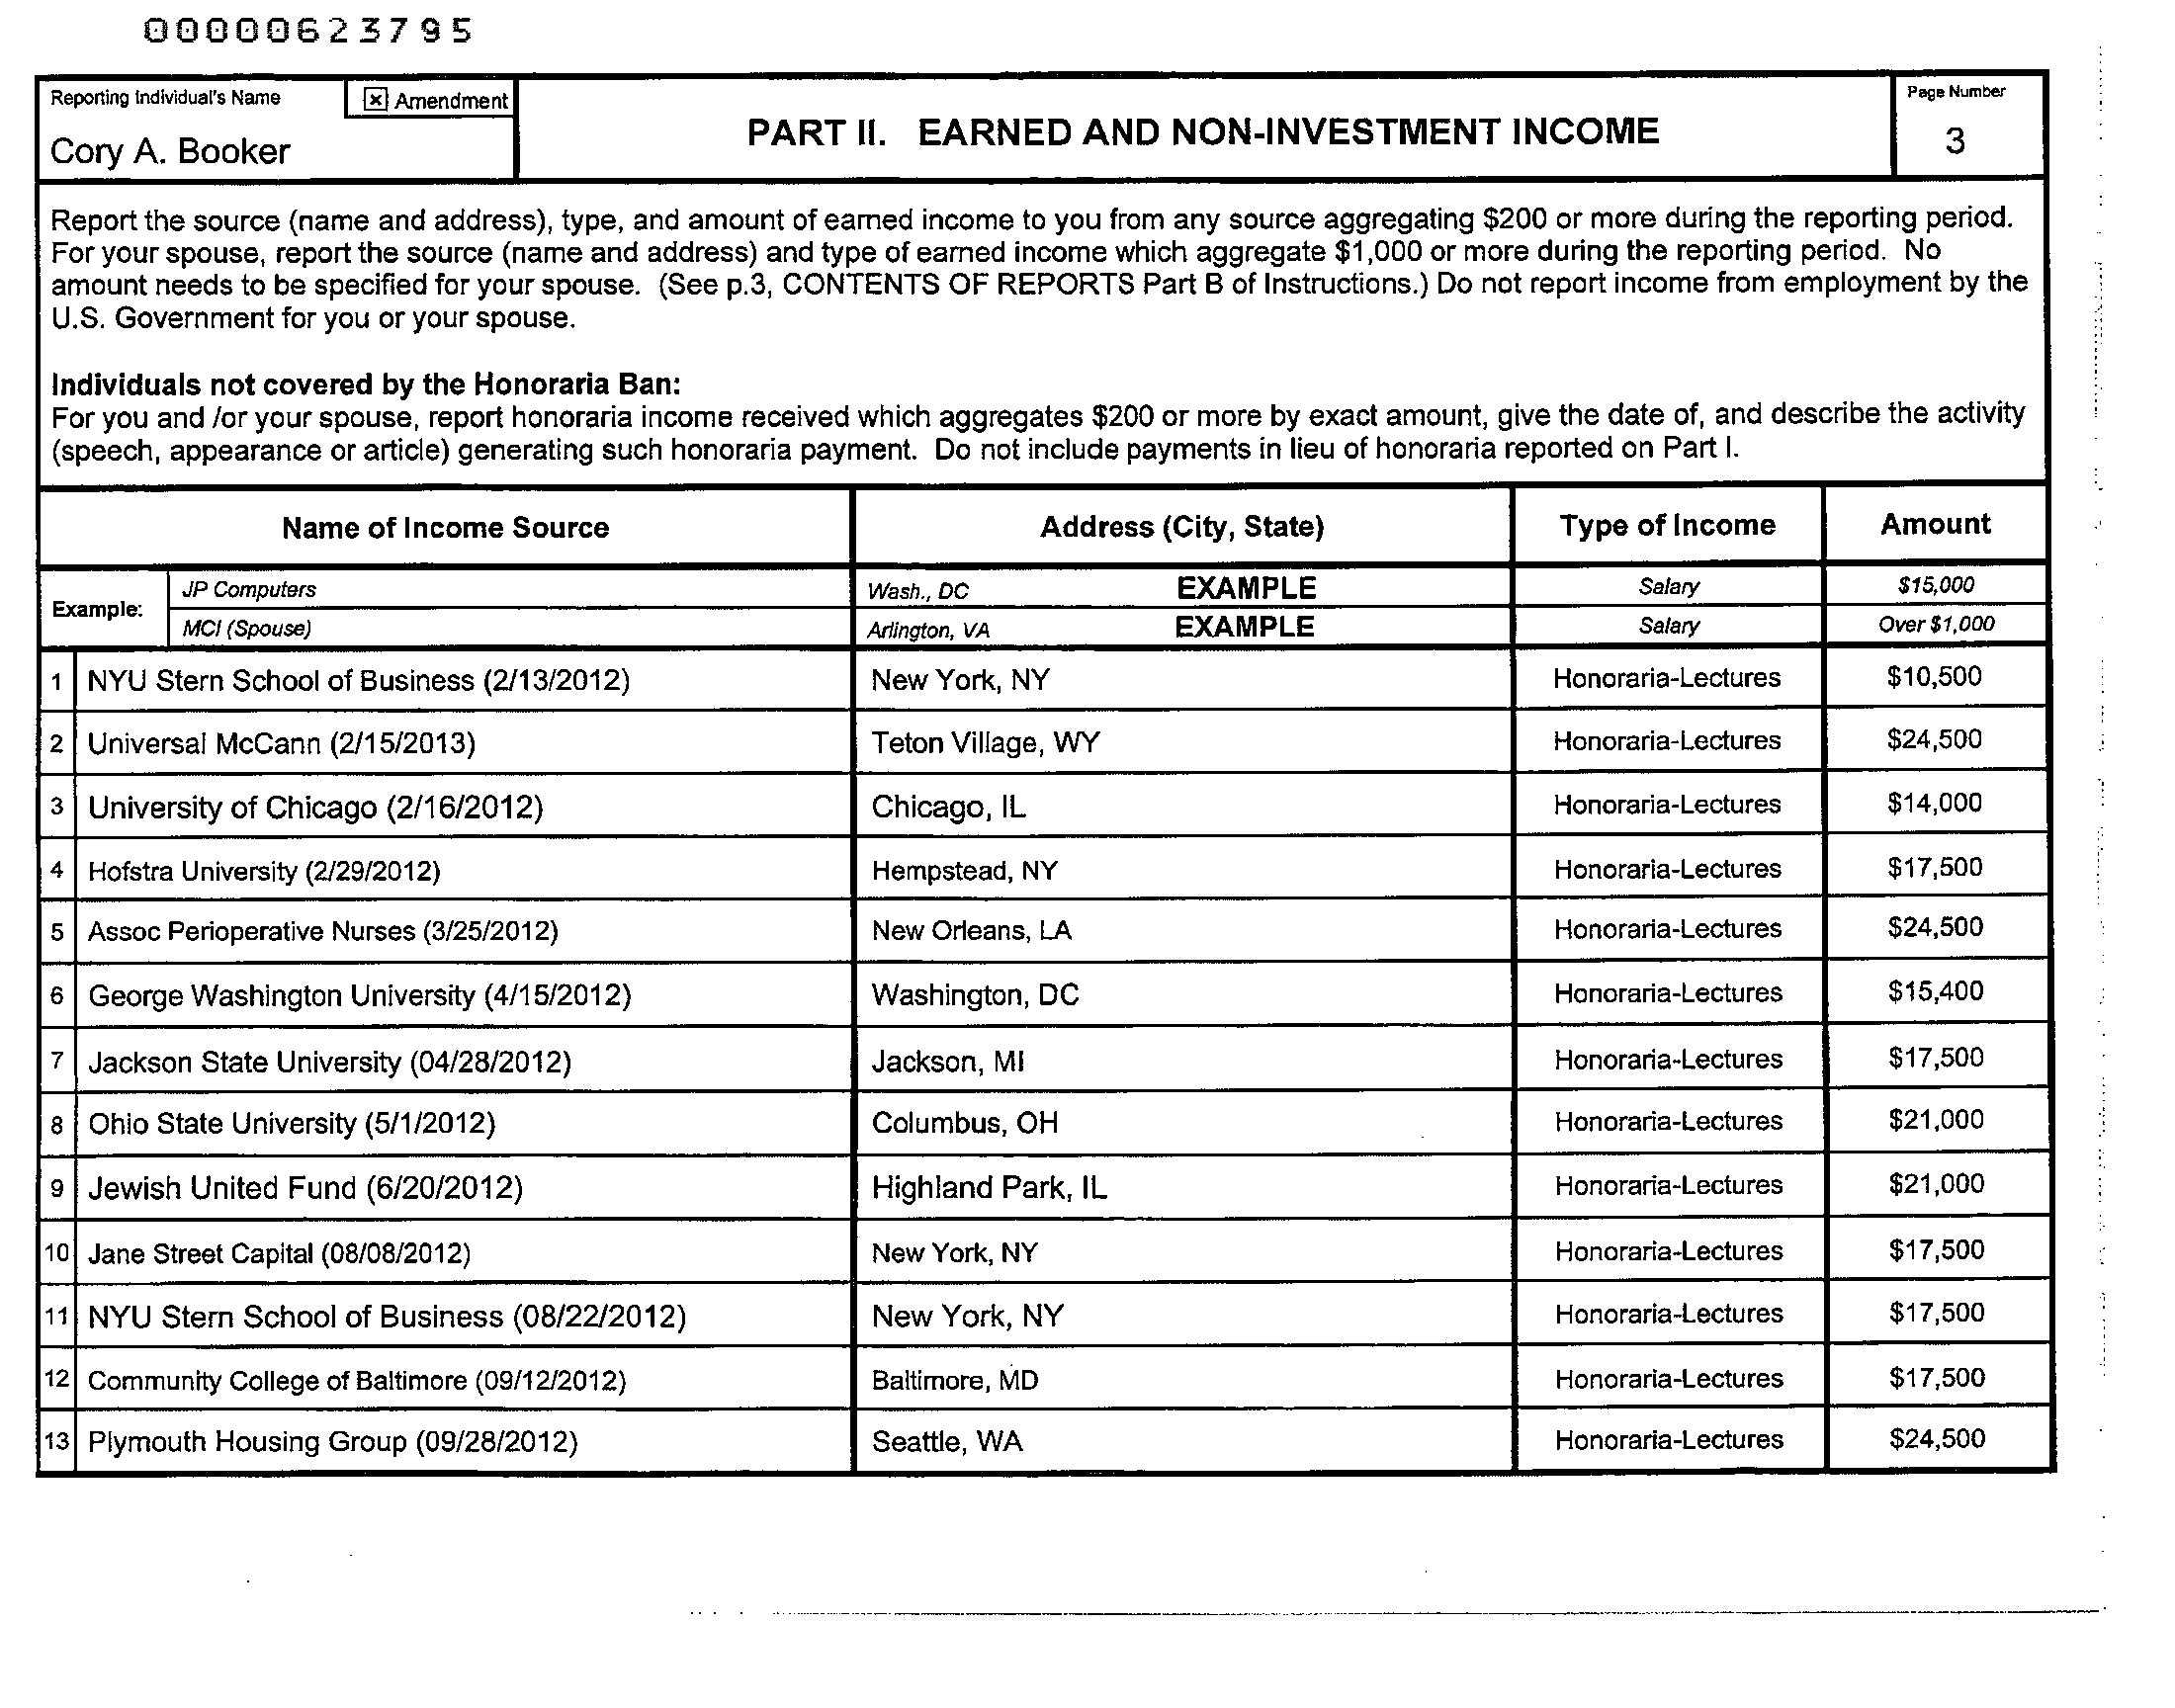 00000623795
Reporting Individual's Name
☒ Amendment
Cory A. Booker
PART II. EARNED AND NON-INVESTMENT INCOME
Page Number
3
Report the source (name and address), type, and amount of earned income to you from any source aggregating $200 or more during the reporting period.
For your spouse, report the source (name and address) and type of earned income which aggregate $1,000 or more during the reporting period. No
amount needs to be specified for your spouse. (See p.3, CONTENTS OF REPORTS Part B of Instructions.) Do not report income from employment by the
U.S. Government for you or your spouse.
Individuals not covered by the Honoraria Ban:
For you and /or your spouse, report honoraria income received which aggregates $200 or more by exact amount, give the date of, and describe the activity
(speech, appearance or article) generating such honoraria payment. Do not include payments in lieu of honoraria reported on Part I.
Name of Income Source Address (City, State) Type of Income Amount
Example: JP Computers Wash., DC EXAMPLE Salary $15,000
MCI (Spouse) Arlington, VA EXAMPLE Salary Over $1,000
1 NYU Stern School of Business (2/13/2012) New York, NY Honoraria-Lectures $10,500
2 Universal McCann (2/15/2013) Teton Village, WY Honoraria-Lectures $24,500
3 University of Chicago (2/16/2012) Chicago, IL Honoraria-Lectures $14,000
4 Hofstra University (2/29/2012) Hempstead, NY Honoraria-Lectures $17,500
5 Assoc Perioperative Nurses (3/25/2012) New Orleans, LA Honoraria-Lectures $24,500
6 George Washington University (4/15/2012) Washington, DC Honoraria-Lectures $15,400
7 Jackson State University (04/28/2012) Jackson, MI Honoraria-Lectures $17,500
8 Ohio State University (5/1/2012) Columbus, OH Honoraria-Lectures $21,000
9 Jewish United Fund (6/20/2012) Highland Park, IL Honoraria-Lectures $21,000
10 Jane Street Capital (08/08/2012) New York, NY Honoraria-Lectures $17,500
11 NYU Stern School of Business (08/22/2012) New York, NY Honoraria-Lectures $17,500
12 Community College of Baltimore (09/12/2012) Baltimore, MD Honoraria-Lectures $17,500
13 Plymouth Housing Group (09/28/2012) Seattle, WA Honoraria-Lectures $24,500